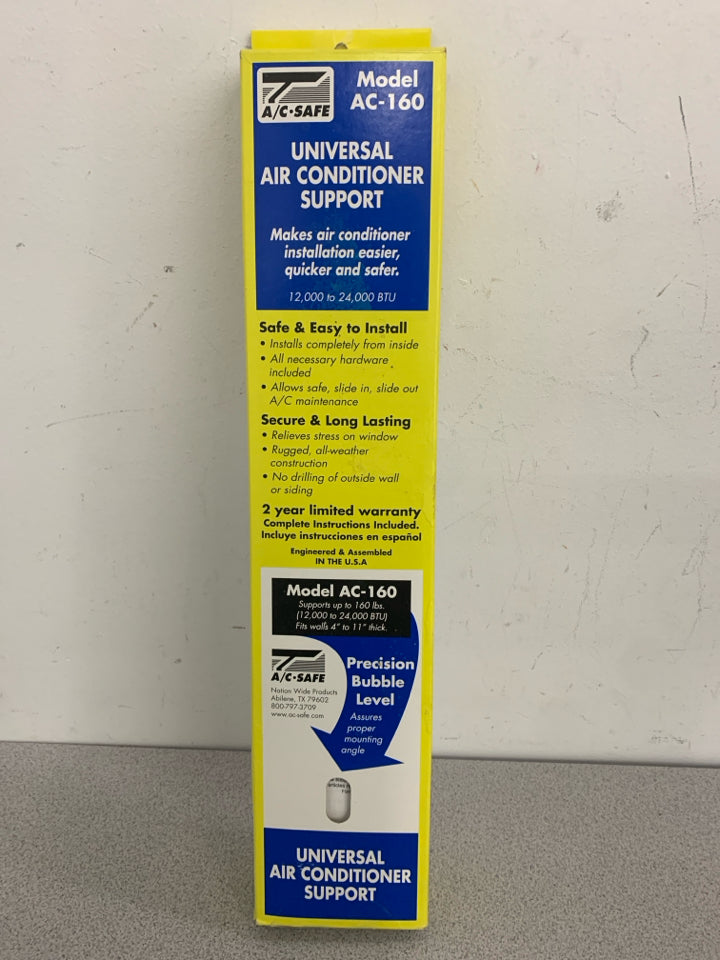 A/C•SAFE
Model
AC-160
UNIVERSAL
AIR CONDITIONER
SUPPORT
Makes air conditioner
installation easier,
quicker and safer.
12,000 to 24,000 BTU
Safe & Easy to Install
• Installs completely from inside
• All necessary hardware
included
• Allows safe, slide in, slide out
A/C maintenance
Secure & Long Lasting
• Relieves stress on window
• Rugged, all-weather
construction
• No drilling of outside wall
or siding
2 year limited warranty
Complete Instructions Included.
Incluye instrucciones en español
Engineered & Assembled
IN THE U.S.A
Model AC-160
Supports up to 160 lbs.
(12,000 to 24,000 BTU)
Fits walls 4" to 11" thick.
A/C•SAFE
Nation Wide Products
Abilene, TX 79602
800-797-3709
www.ac-safe.com
Precision
Bubble
Level
Assures
proper
mounting
angle
UNIVERSAL
AIR CONDITIONER
SUPPORT